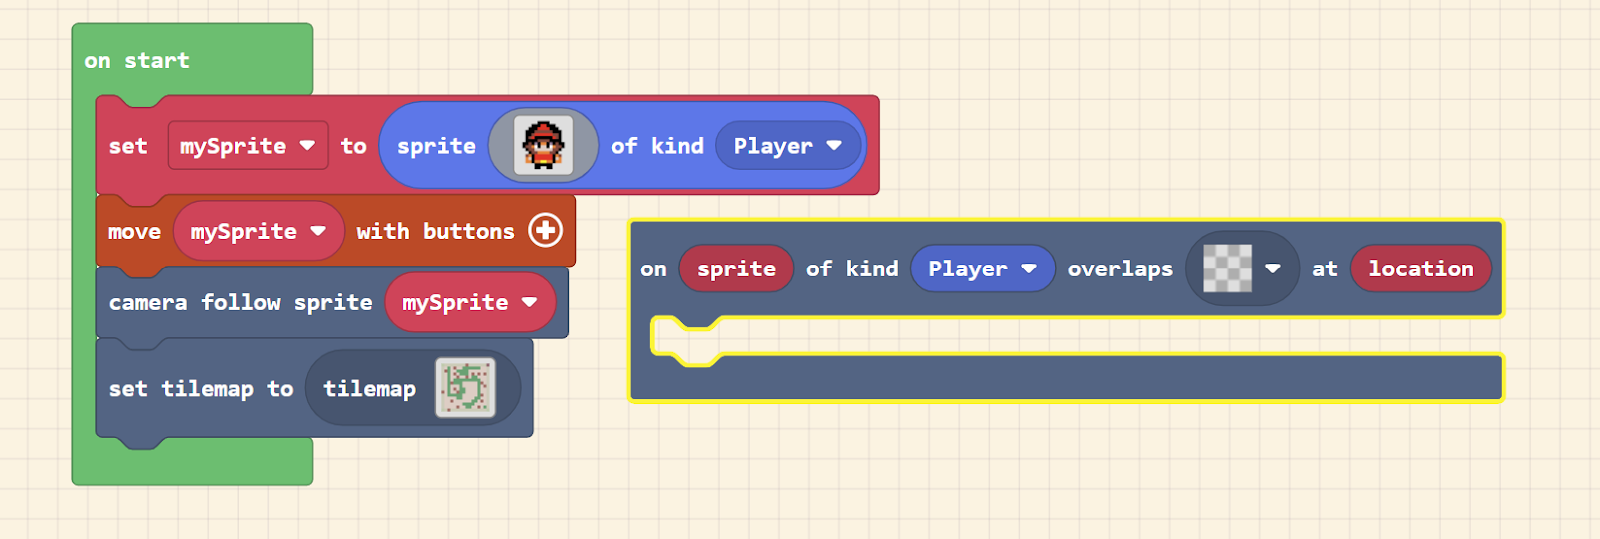 on start
set mySprite to sprite of kind Player
move mySprite with buttons
camera follow sprite mySprite
set tilemap to tilemap
on sprite of kind Player overlaps at location